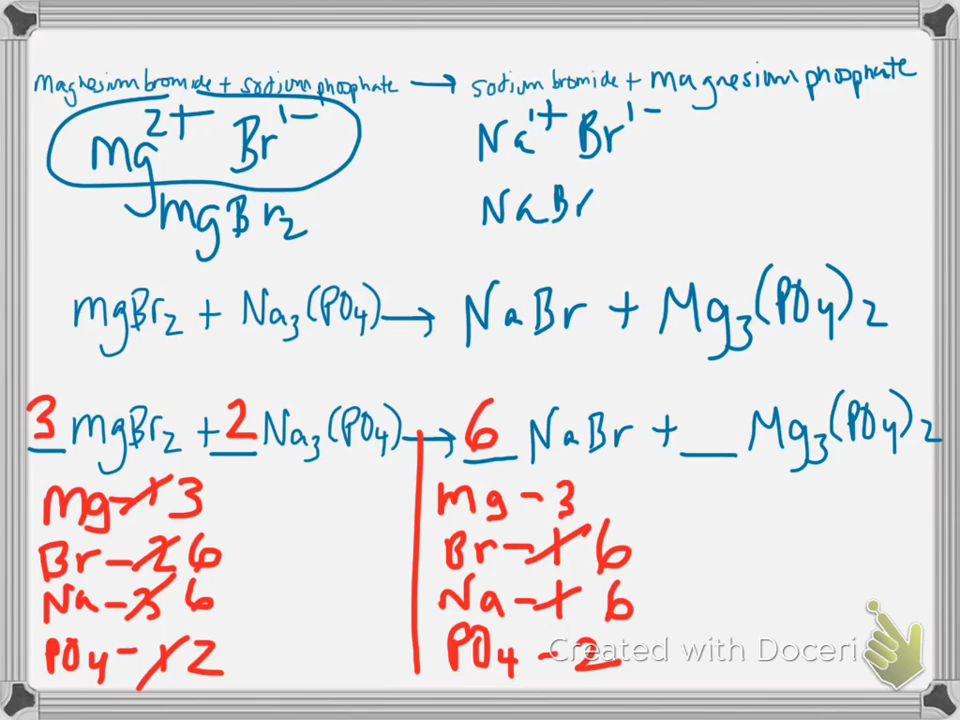 magnesium bromide + sodium phosphate → sodium bromide + magnesium phosphate
Mg²⁺ Br¹⁻ Na¹⁺ Br¹⁻
mgBr₂ NaBr
mgBr₂ + Na₃(PO₄) → NaBr + Mg₃(PO₄)₂
3 mgBr₂ + 2 Na₃(PO₄) → 6 NaBr + __ Mg₃(PO₄)₂
Mg - 1 3 Mg - 3
Br - 2 6 Br - 1 6
Na - 3 6 Na - 1 6
PO₄ - 1 2 PO₄ - 2
Created with Doceri